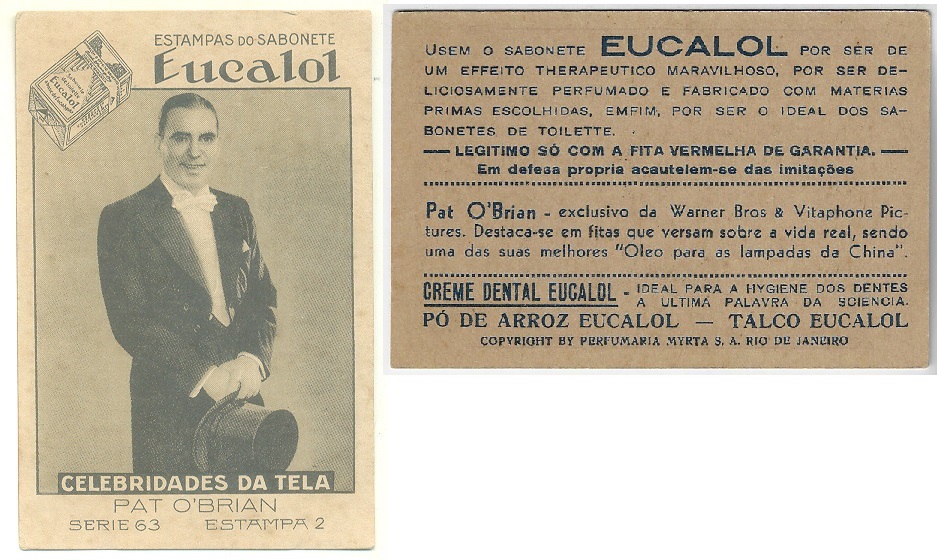 ESTAMPAS DO SABONETE
Eucalol
Eucalol
CELEBRIDADES DA TELA
PAT O'BRIAN
SERIE 63 ESTAMPA 2
USEM O SABONETE EUCALOL POR SER DE
UM EFFEITO THERAPEUTICO MARAVILHOSO, POR SER DE-
LICIOSAMENTE PERFUMADO E FABRICADO COM MATERIAS
PRIMAS ESCOLHIDAS, EMFIM, POR SER O IDEAL DOS SA-
BONETES DE TOILETTE.
— LEGITIMO SÓ COM A FITA VERMELHA DE GARANTIA. —
Em defesa propria acautelem-se das imitações
Pat O'Brian - exclusivo da Warner Bros & Vitaphone Pic-
tures. Destaca-se em fitas que versam sobre a vida real, sendo
uma das suas melhores "Oleo para as lampadas da China".
CREME DENTAL EUCALOL - IDEAL PARA A HYGIENE DOS DENTES
A ULTIMA PALAVRA DA SCIENCIA.
PÓ DE ARROZ EUCALOL — TALCO EUCALOL
COPYRIGHT BY PERFUMARIA MYRTA S. A. RIO DE JANEIRO